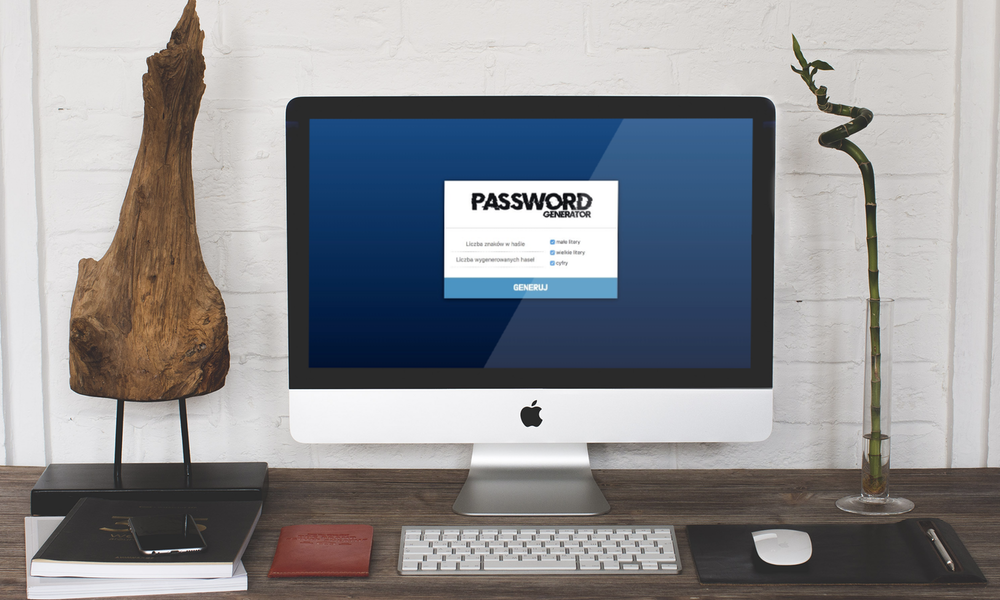 PASSWORD
GENERATOR
Liczba znaków w haśle
małe litery
wielkie litery
Liczba wygenerowanych haseł
cyfry
GENERUJ